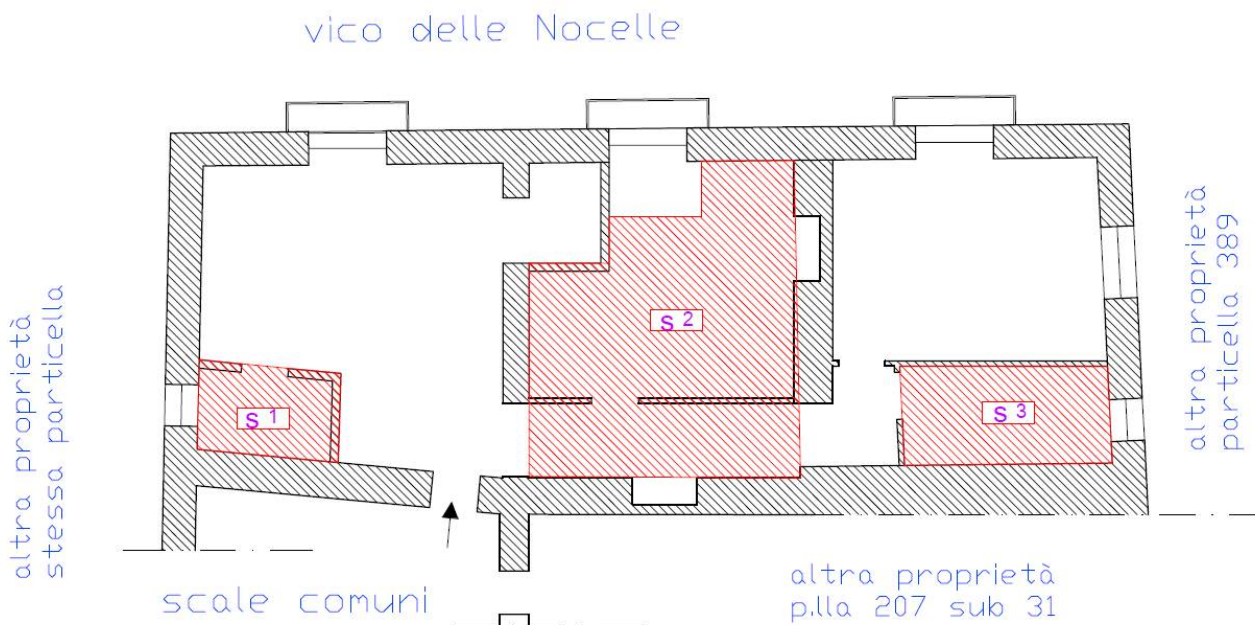 vico delle Nocelle
altra proprietà
stessa particella
s 1
s 2
s 3
altra proprietà
particella 389
scale comuni
altra proprietà
p.lla 207 sub 31